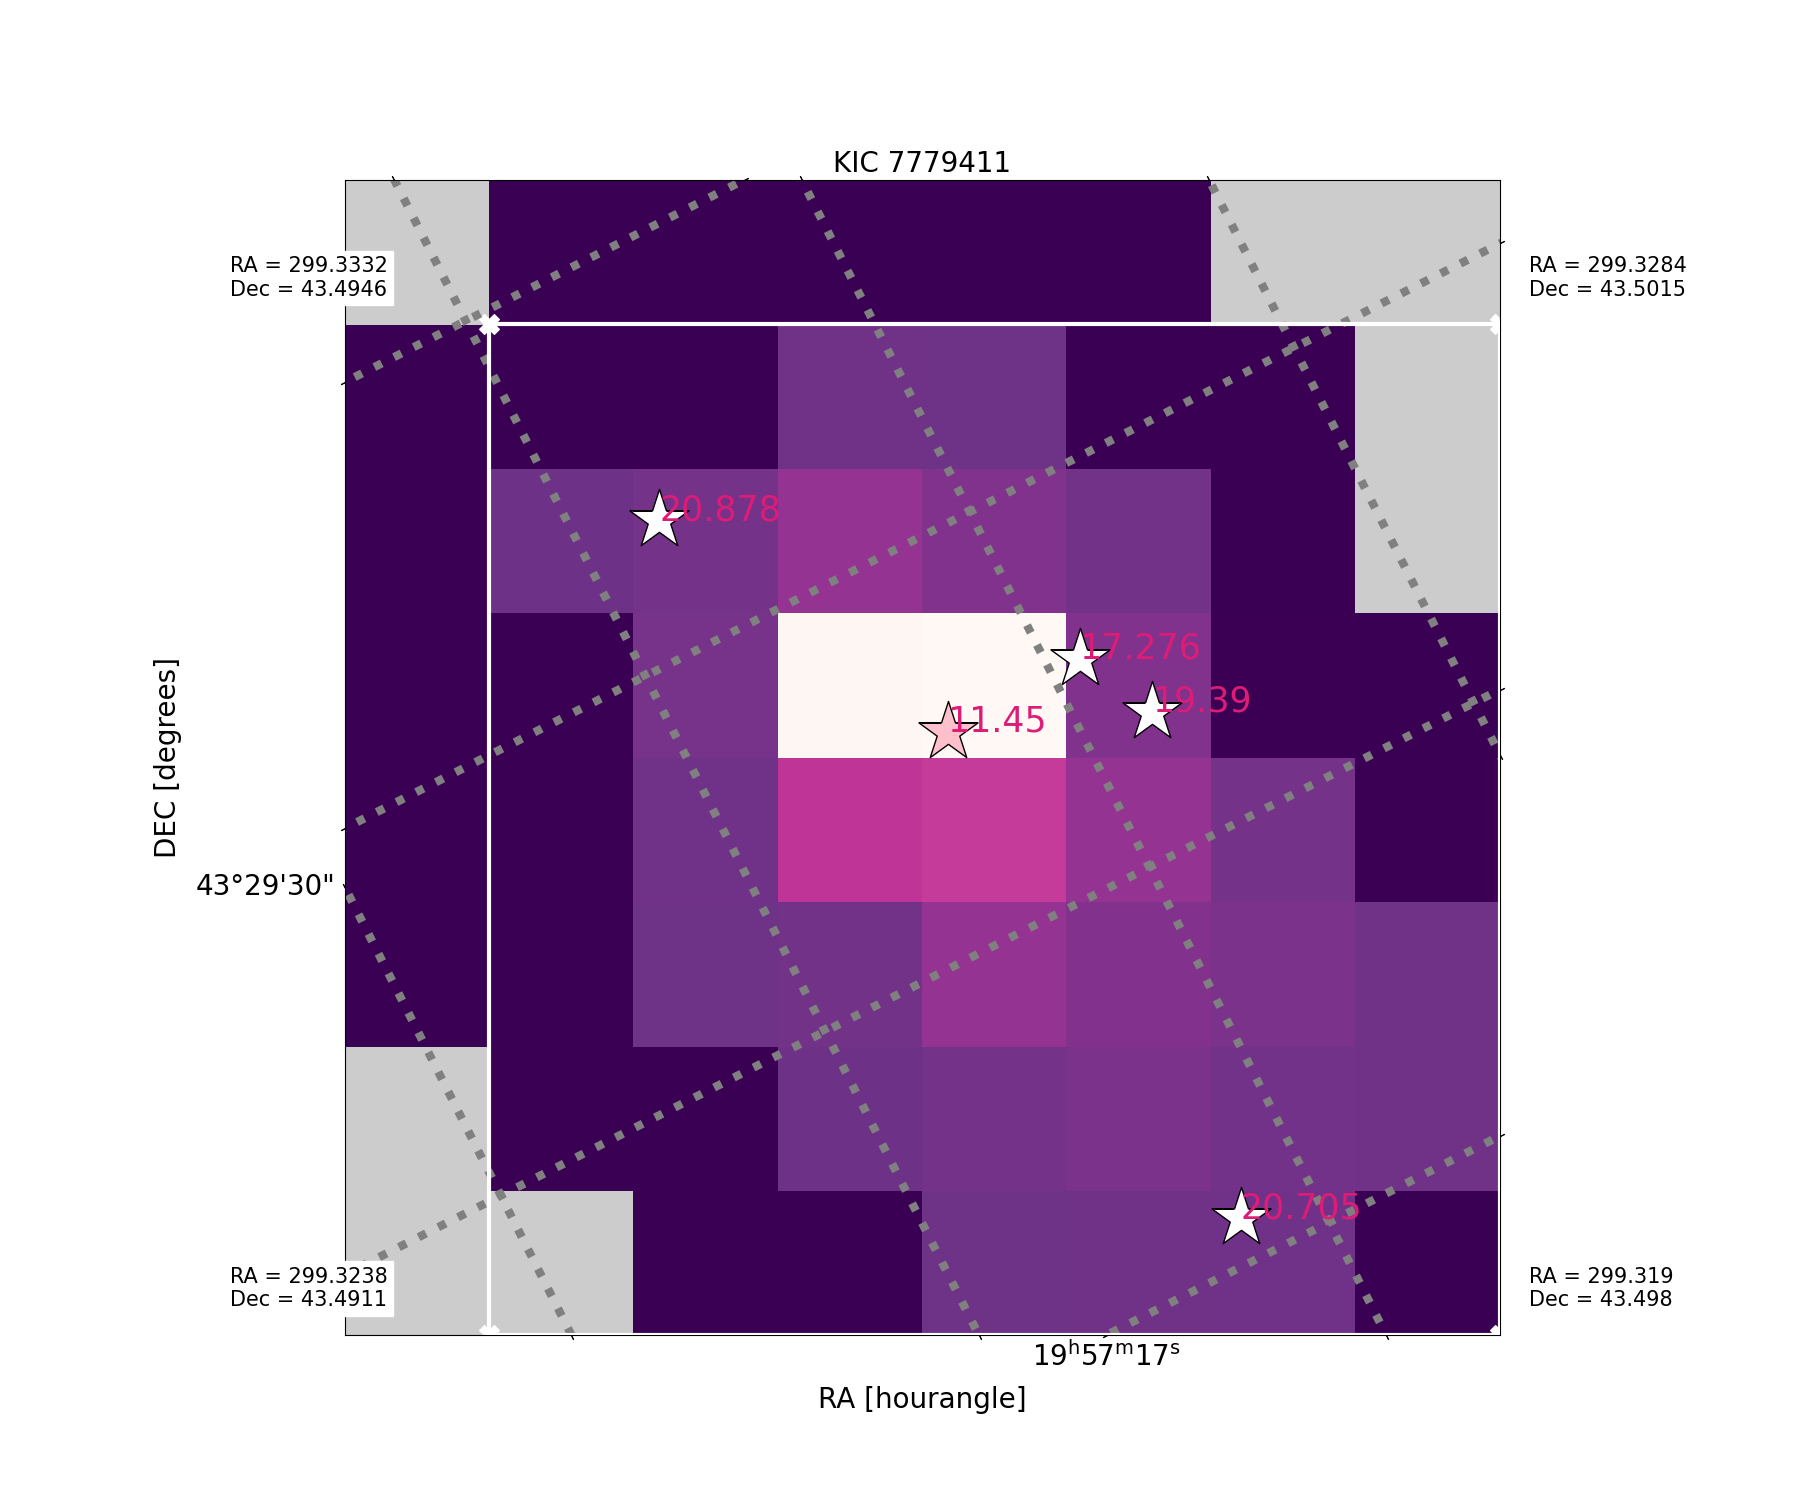 KIC 7779411
RA = 299.3332
Dec = 43.4946
RA = 299.3284
Dec = 43.5015
20.878
17.276
19.39
11.45
DEC [degrees]
43°29'30"
20.705
RA = 299.3238
Dec = 43.4911
RA = 299.319
Dec = 43.498
19h57m17s
RA [hourangle]